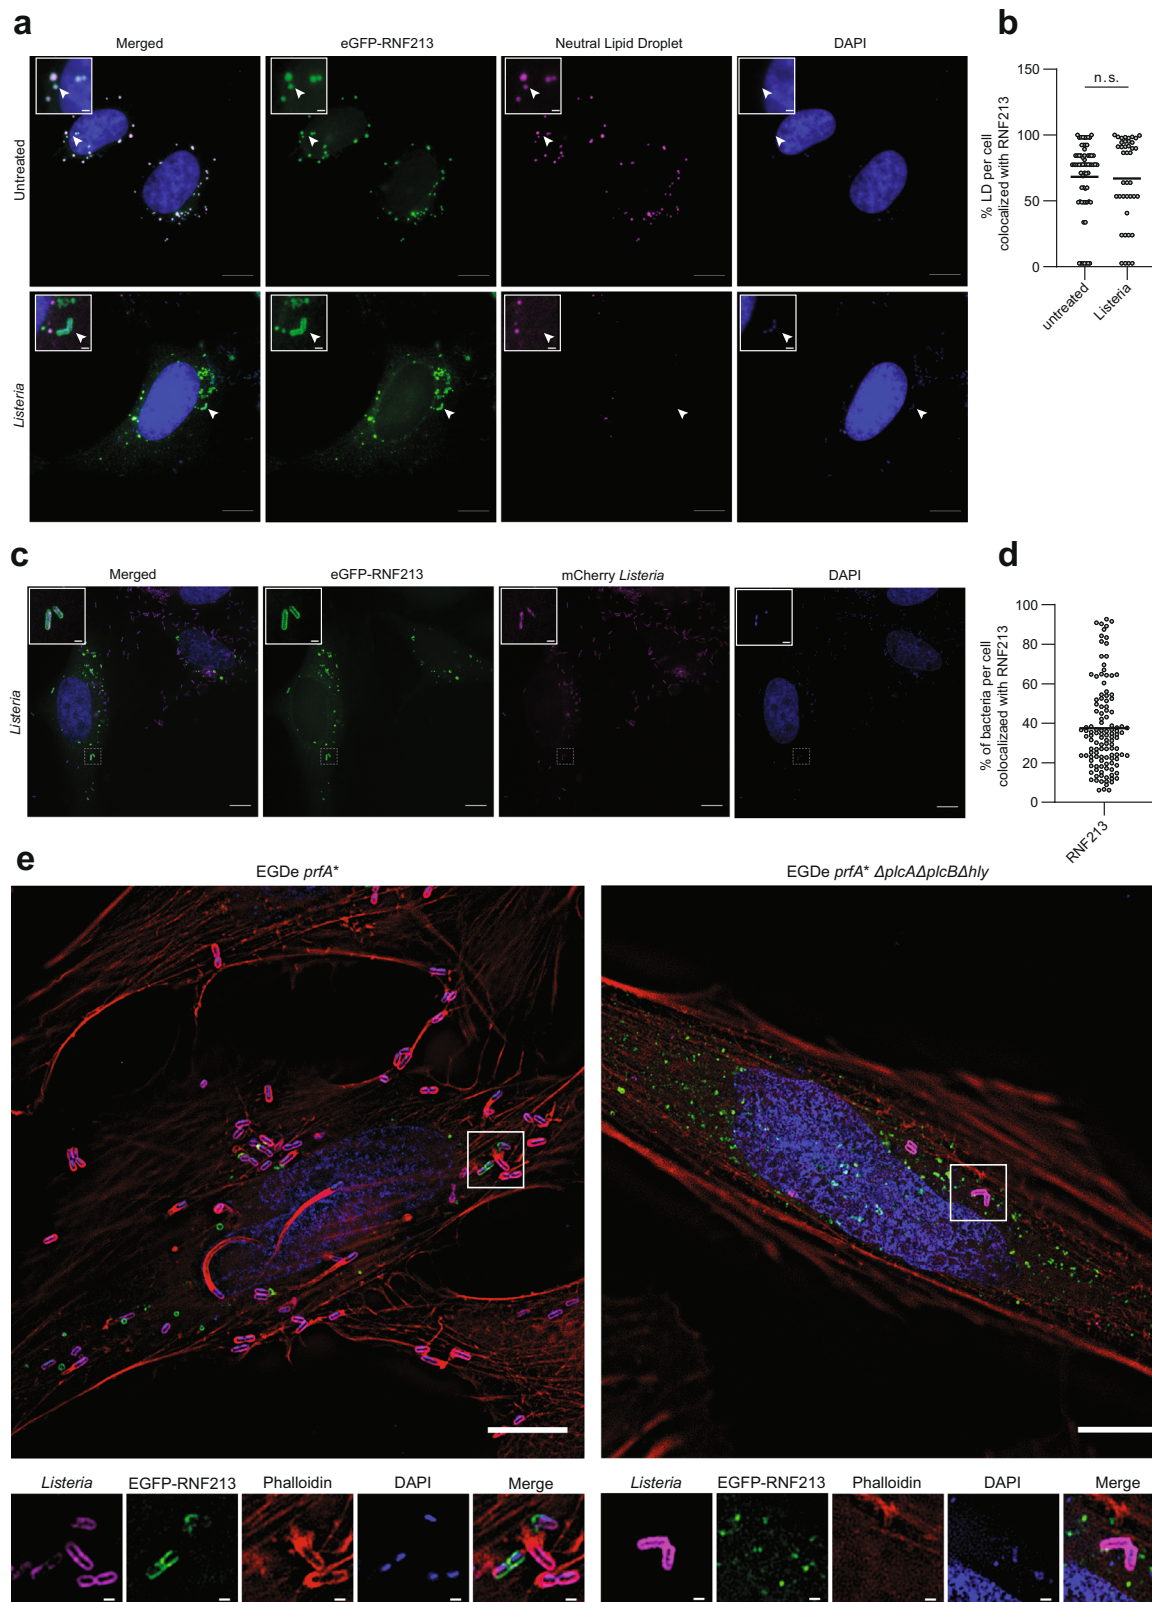 a
Merged
eGFP-RNF213
Neutral Lipid Droplet
DAPI
Untreated
Listeria
b
% LD per cell
colocalized with RNF213
150
100
50
0
n.s.
untreated
Listeria
c
Merged
eGFP-RNF213
mCherry Listeria
DAPI
Listeria
d
% of bacteria per cell
colocalizaed with RNF213
100
80
60
40
20
0
RNF213
e
EGDe prfA*
EGDe prfA* ΔplcAΔplcBΔhly
Listeria
EGFP-RNF213
Phalloidin
DAPI
Merge
Listeria
EGFP-RNF213
Phalloidin
DAPI
Merge